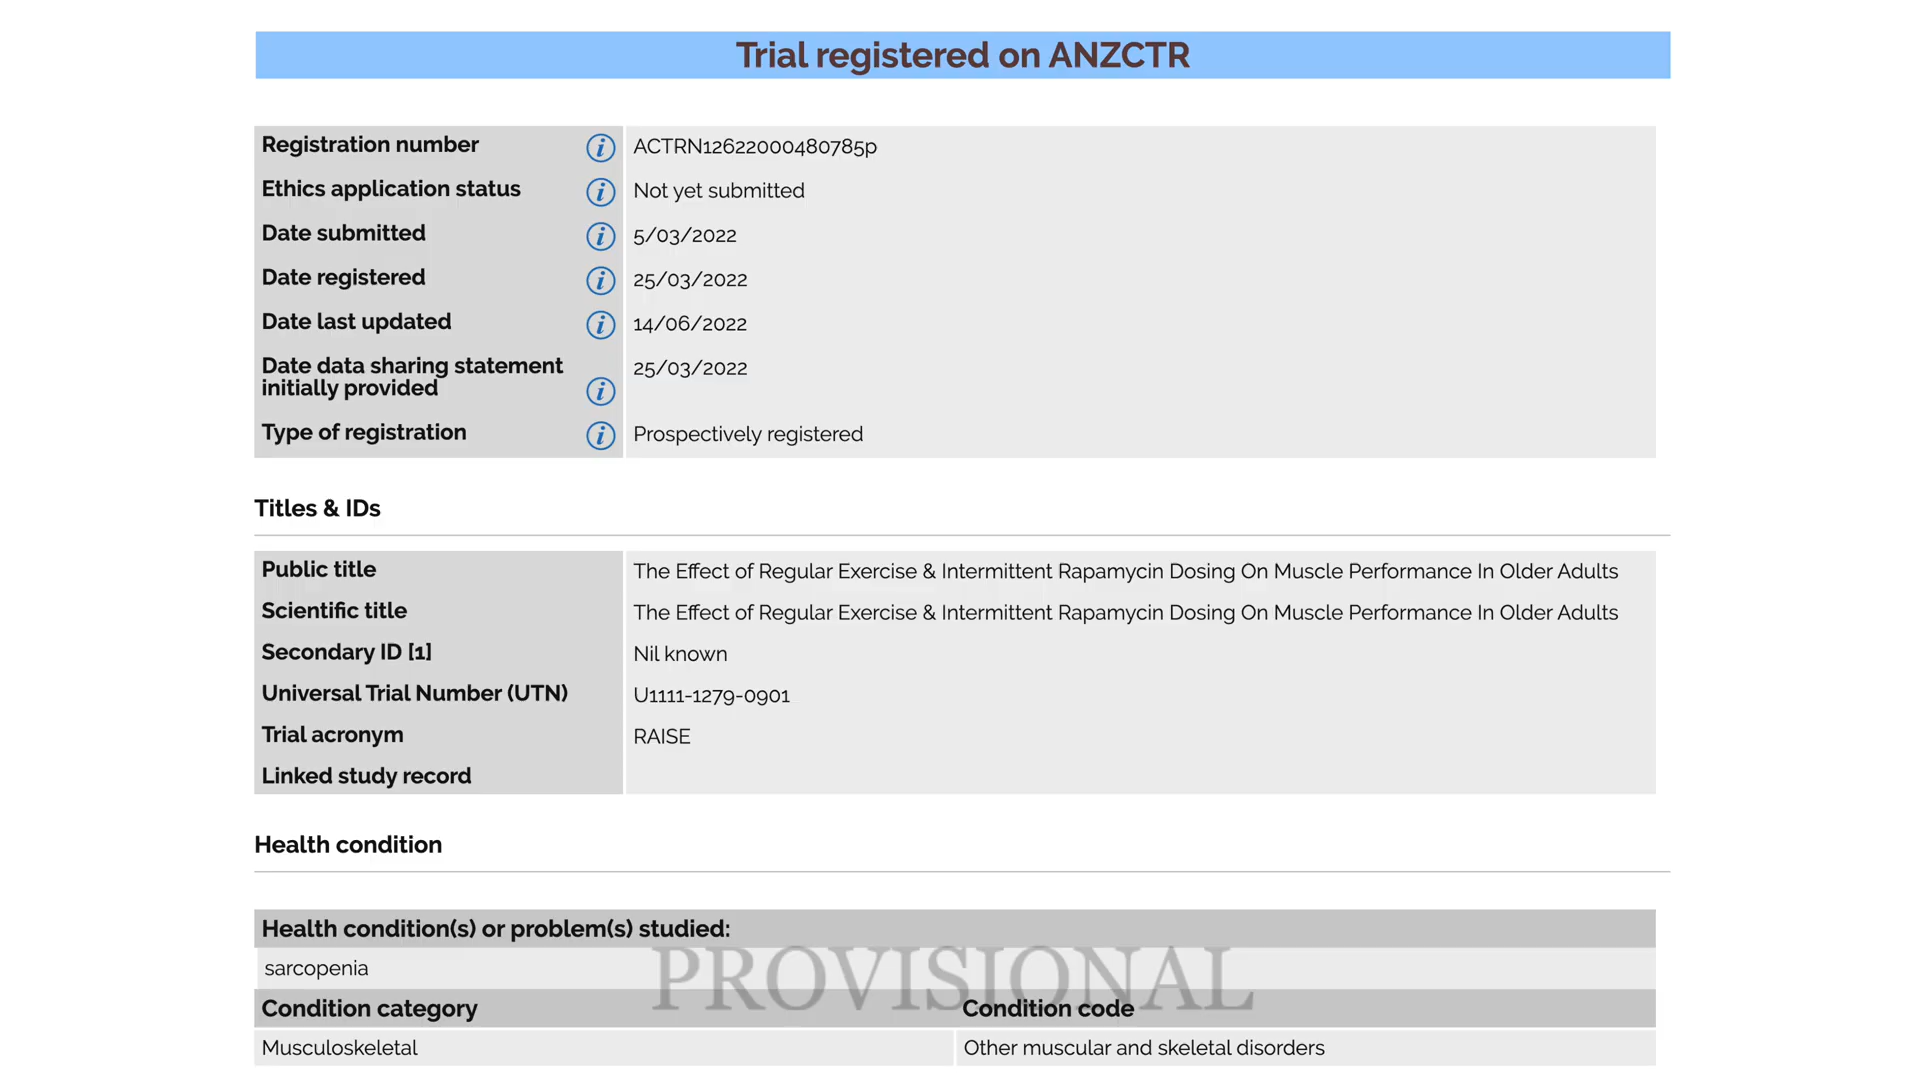 Trial registered on ANZCTR
Registration number
i
ACTRN12622000480785p
Ethics application status
i
Not yet submitted
Date submitted
i
5/03/2022
Date registered
i
25/03/2022
Date last updated
i
14/06/2022
Date data sharing statement
initially provided
i
25/03/2022
Type of registration
i
Prospectively registered
Titles & IDs
Public title
The Effect of Regular Exercise & Intermittent Rapamycin Dosing On Muscle Performance In Older Adults
Scientific title
The Effect of Regular Exercise & Intermittent Rapamycin Dosing On Muscle Performance In Older Adults
Secondary ID [1]
Nil known
Universal Trial Number (UTN)
U1111-1279-0901
Trial acronym
RAISE
Linked study record
Health condition
Health condition(s) or problem(s) studied:
PROVISIONAL
sarcopenia
Condition category
Condition code
Musculoskeletal
Other muscular and skeletal disorders